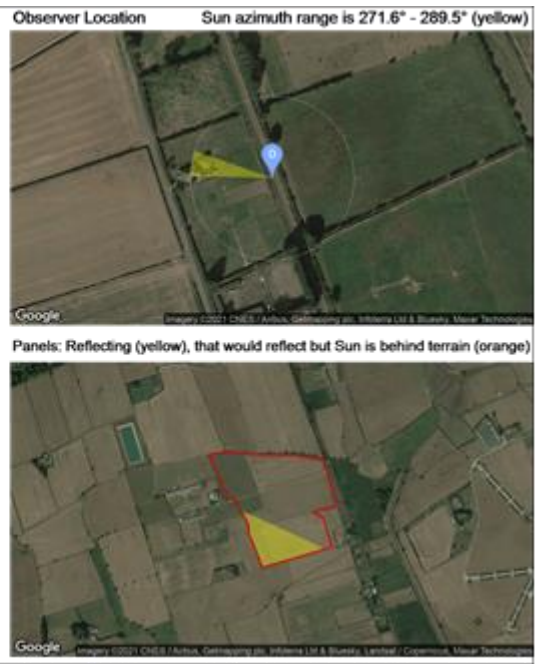 Observer Location Sun azimuth range is 271.6° - 289.5° (yellow)
0
Google
Imagery ©2021 CNES / Airbus, Getmapping plc, Infoterra Ltd & Bluesky, Maxar Technologies
Panels: Reflecting (yellow), that would reflect but Sun is behind terrain (orange)
Google
Imagery ©2021 CNES / Airbus, Getmapping plc, Infoterra Ltd & Bluesky, Landsat / Copernicus, Maxar Technologies